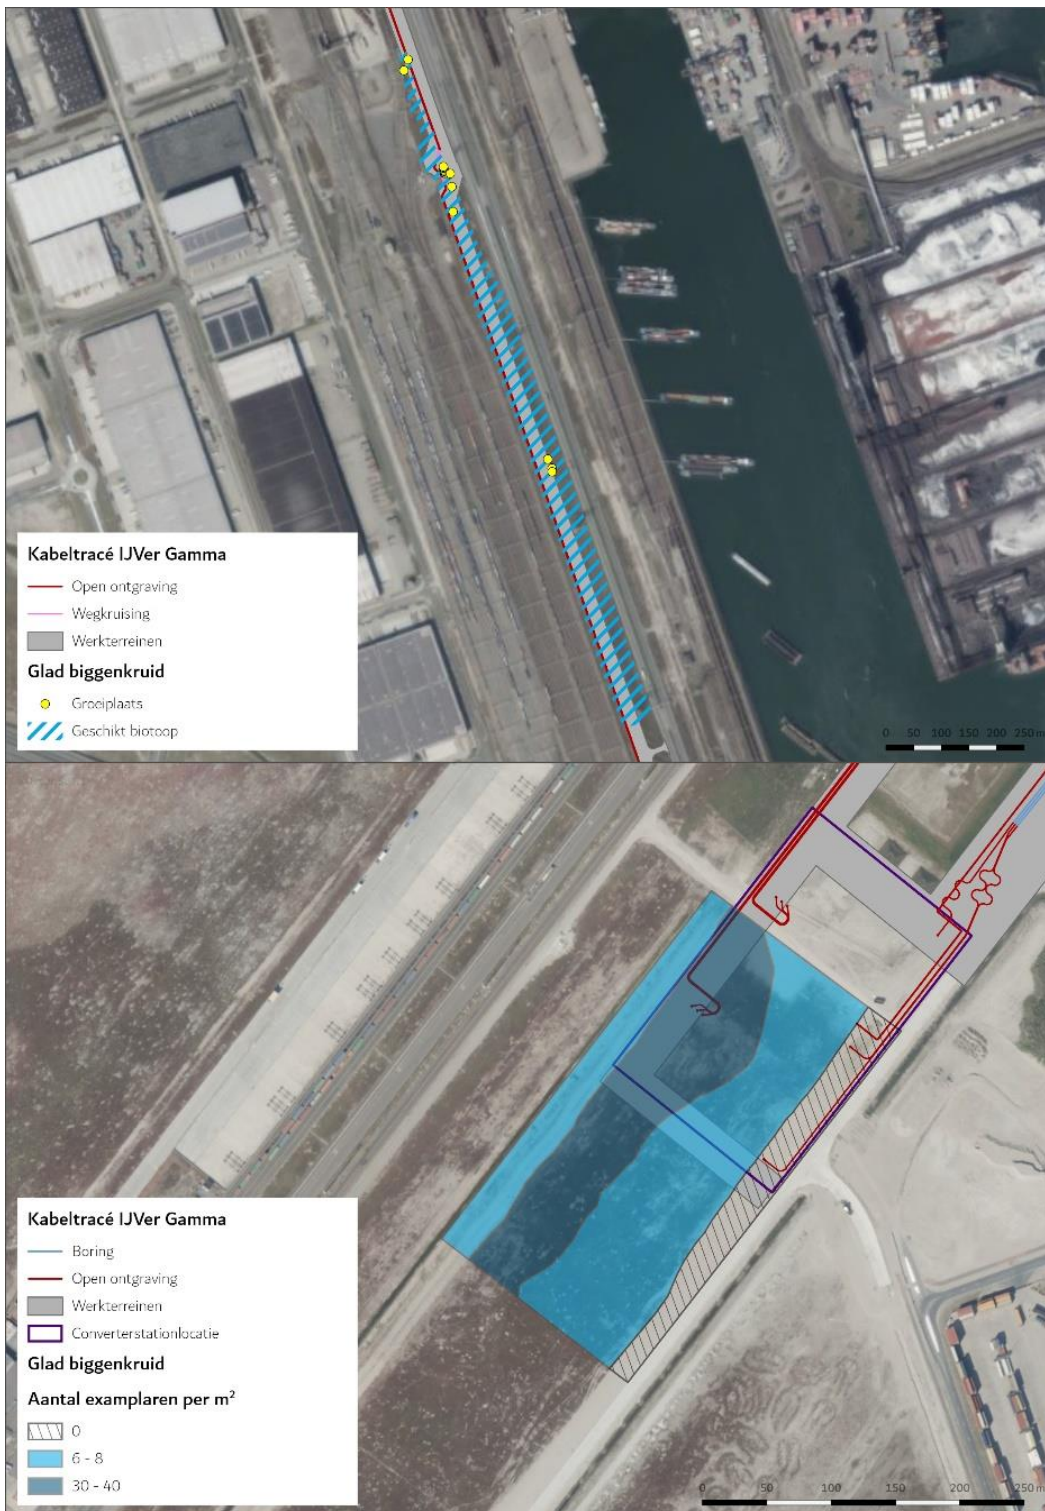 Kabeltracé IJVer Gamma
Open ontgraving
Wegkruising
Werkterreinen
Glad biggenkruid
Groeiplaats
Geschikt biotoop
0 50 100 150 200 250 m
Kabeltracé IJVer Gamma
Boring
Open ontgraving
Werkterreinen
Converterstationlocatie
Glad biggenkruid
Aantal examplaren per m²
0
6 - 8
30 - 40
0 50 100 150 200 250 m